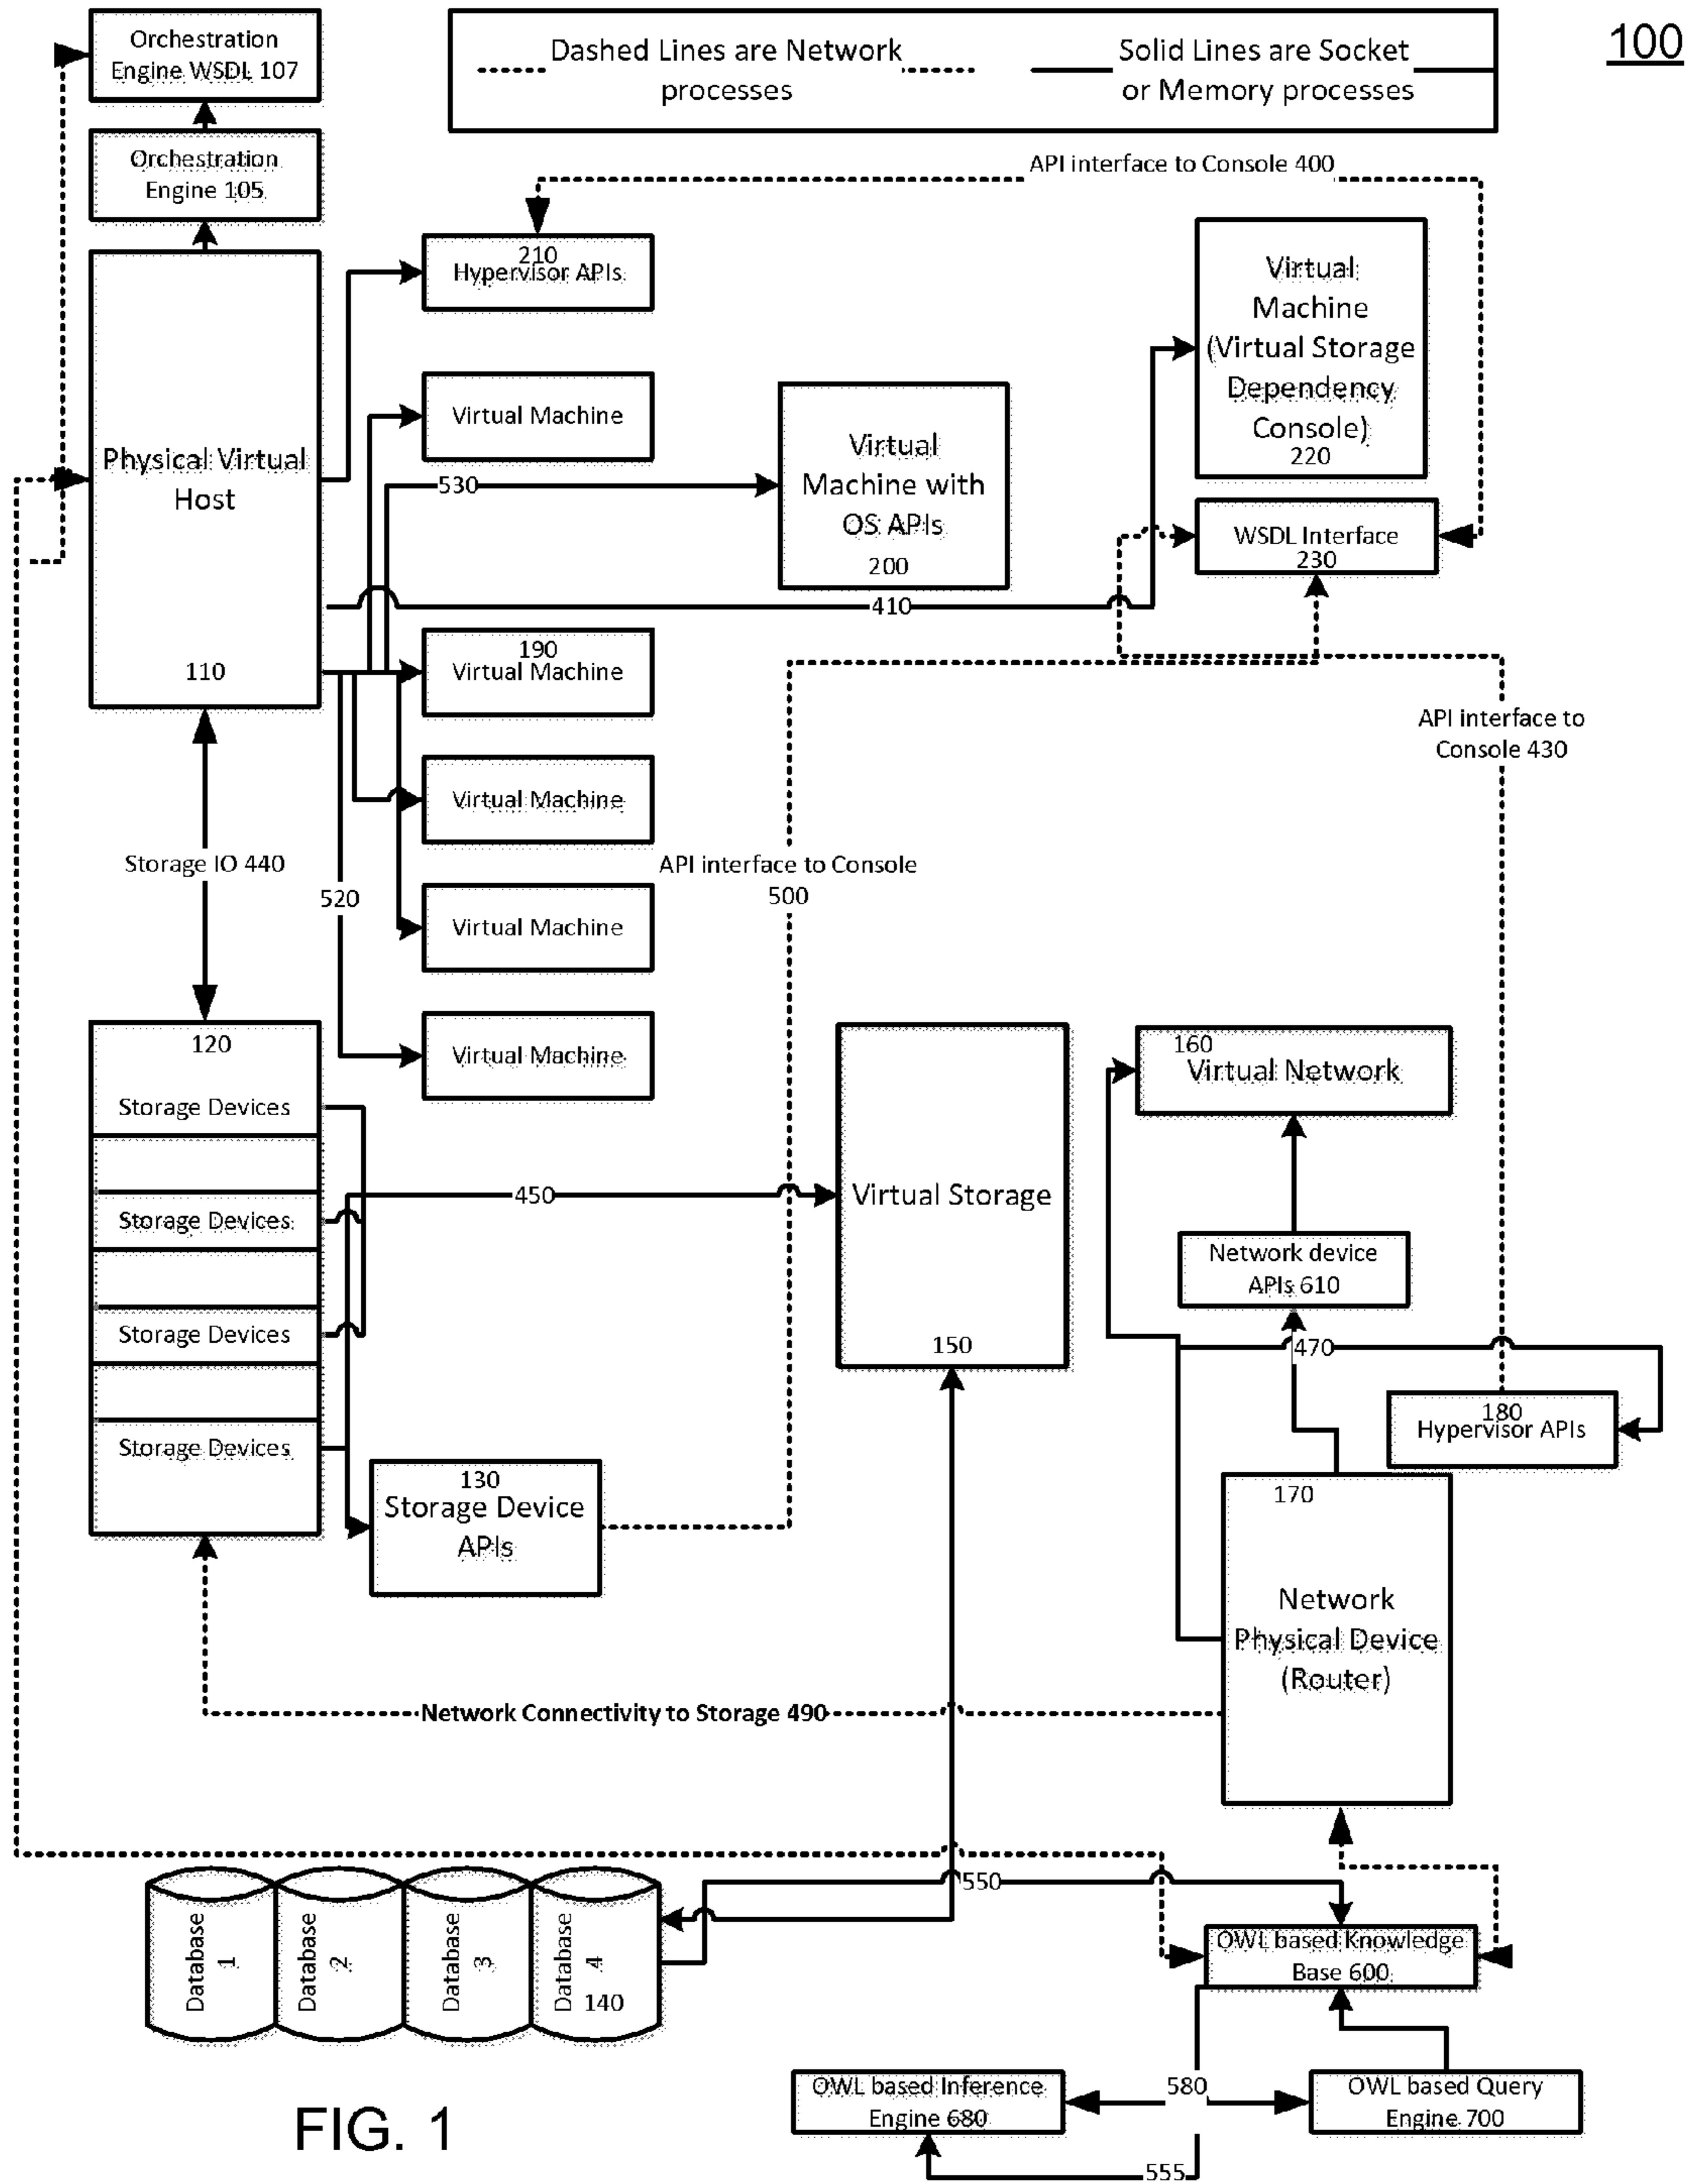 Orchestration
Engine WSDL 107
Dashed Lines are Network
processes
Solid Lines are Socket
or Memory processes
100
Orchestration
Engine 105
API interface to Console 400
210
Hypervisor APIs
Virtual
Machine
(Virtual Storage
Dependency
Console)
220
Virtual Machine
Physical Virtual
Host
110
530
Virtual
Machine with
OS APIs
200
WSDL Interface
230
410
190
Virtual Machine
API interface to
Console 430
Virtual Machine
Storage IO 440
520
API interface to Console
500
Virtual Machine
Virtual Machine
120
Storage Devices
Storage Devices
Storage Devices
Storage Devices
450
Virtual Storage
150
160
Virtual Network
Network device
APIs 610
470
180
Hypervisor APIs
130
Storage Device
APIs
170
Network
Physical Device
(Router)
Network Connectivity to Storage 490
550
Database
1
Database
2
Database
3
Database
4
140
OWL based Knowledge
Base 600
OWL based Inference
Engine 680
580
OWL based Query
Engine 700
555
FIG. 1